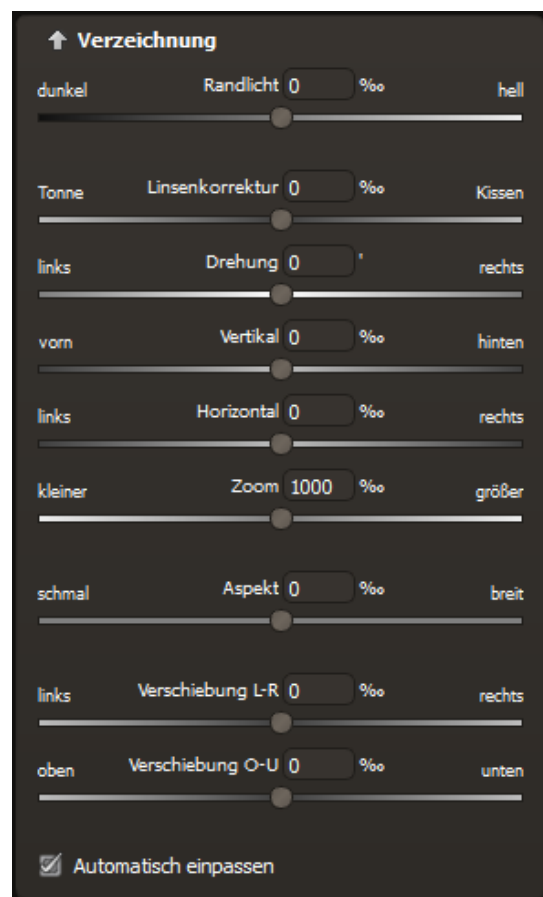 Verzeichnung
dunkel Randlicht 0 ‰ hell
Tonne Linsenkorrektur 0 ‰ Kissen
links Drehung 0 ' rechts
vorn Vertikal 0 ‰ hinten
links Horizontal 0 ‰ rechts
kleiner Zoom 1000 ‰ größer
schmal Aspekt 0 ‰ breit
links Verschiebung L-R 0 ‰ rechts
oben Verschiebung O-U 0 ‰ unten
Automatisch einpassen